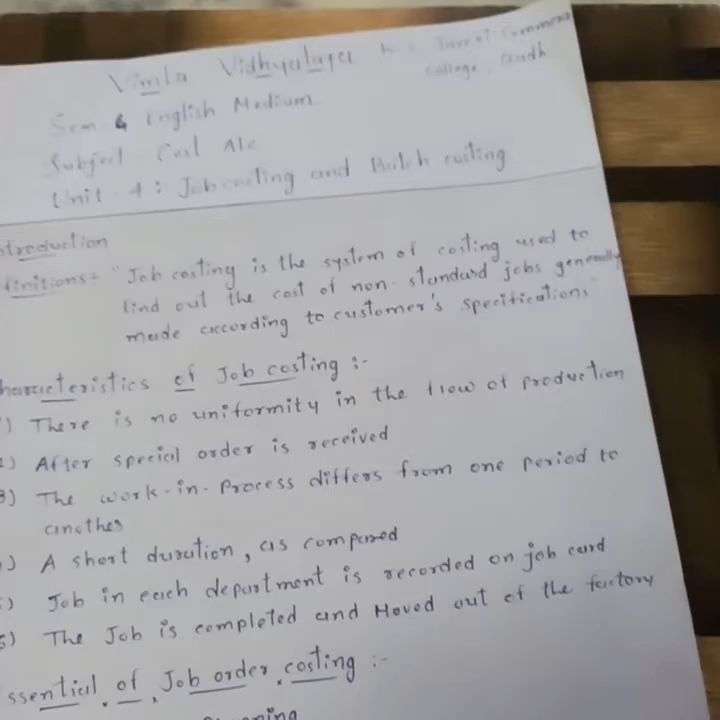 Vimla Vidhyalaya
College
Sem 6 English Medium
Subject - Cost A/c
Unit - 4 : Job costing and Batch costing
troduction
finitions = "Job costing is the system of costing used to
find out the cost of non-standard jobs generally
made according to customer's specifications"
haracteristics of Job costing :-
1) There is no uniformity in the flow of production
2) After special order is received
3) The work-in-process differs from one period to
another
) A short duration, as compared
5) Job in each department is recorded on job card
6) The Job is completed and Moved out of the factory
ssential of Job order costing :-